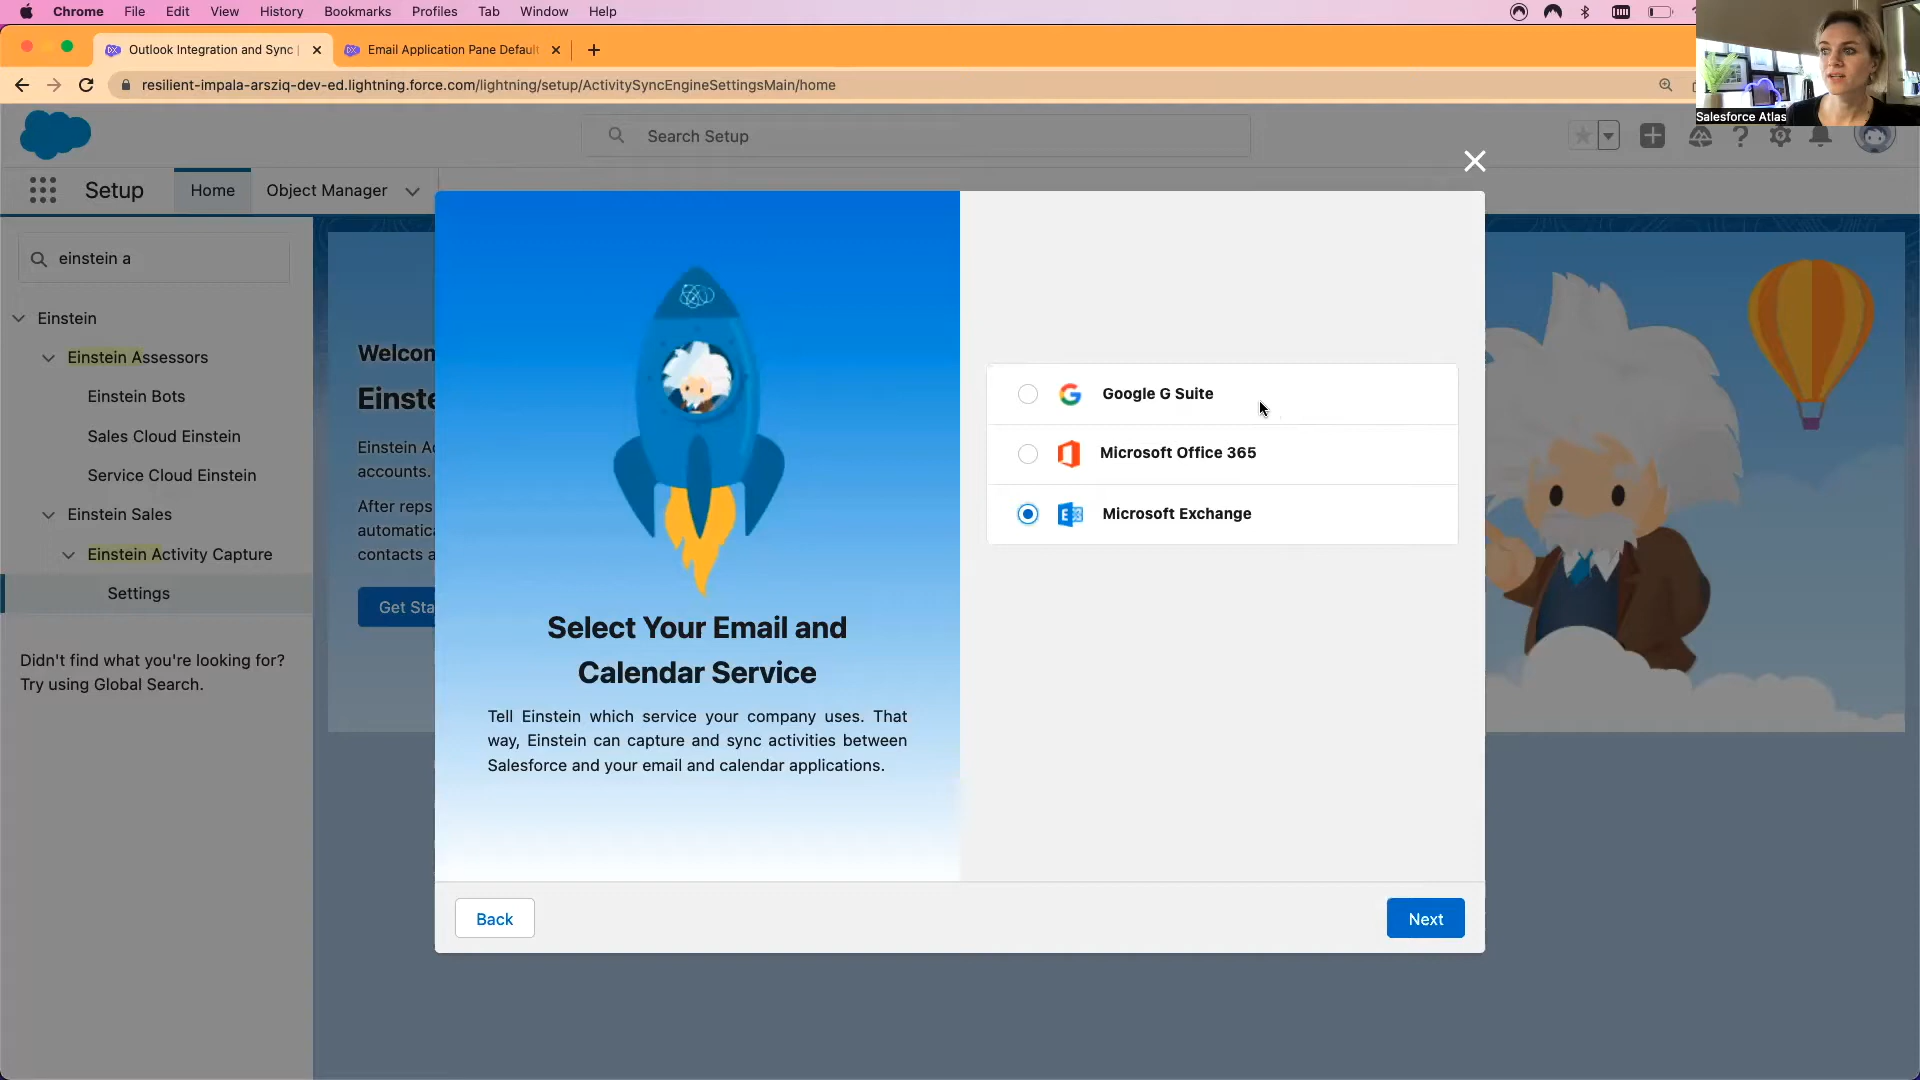 Chrome File Edit View History Bookmarks Profiles Tab Window Help
Outlook Integration and Sync |
Email Application Pane Default
resilient-impala-arsziq-dev-ed.lightning.force.com/lightning/setup/ActivitySyncEngineSettingsMain/home
Salesforce Atlas
Search Setup
Setup
Home
Object Manager
einstein a
Einstein
Einstein Assessors
Einstein Bots
Sales Cloud Einstein
Service Cloud Einstein
Einstein Sales
Einstein Activity Capture
Settings
Didn't find what you're looking for?
Try using Global Search.
Welcom
Einste
Einstein Ac
accounts.
After reps
automatica
contacts a
Get Sta
Select Your Email and
Calendar Service
Tell Einstein which service your company uses. That
way, Einstein can capture and sync activities between
Salesforce and your email and calendar applications.
Google G Suite
Microsoft Office 365
Microsoft Exchange
Back
Next